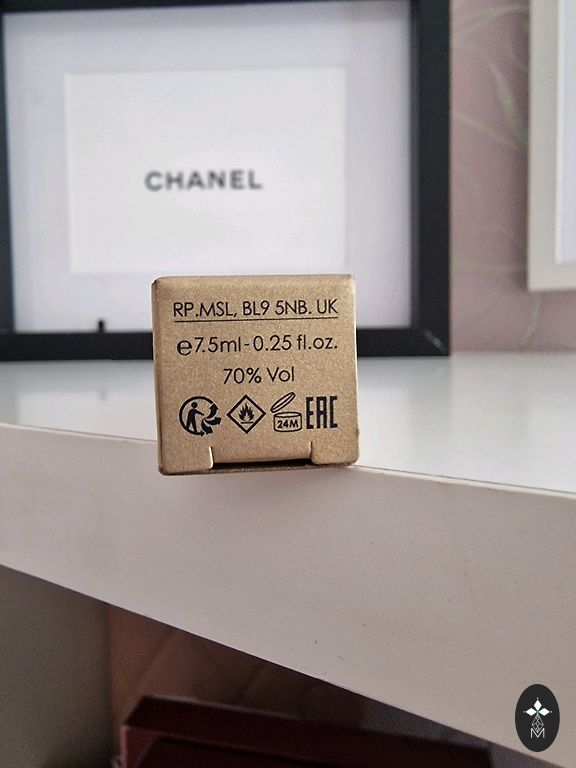 CHANEL
RP.MSL, BL9 5NB. UK
℮7.5ml-0.25 fl.oz.
70% Vol
24M EAC
M